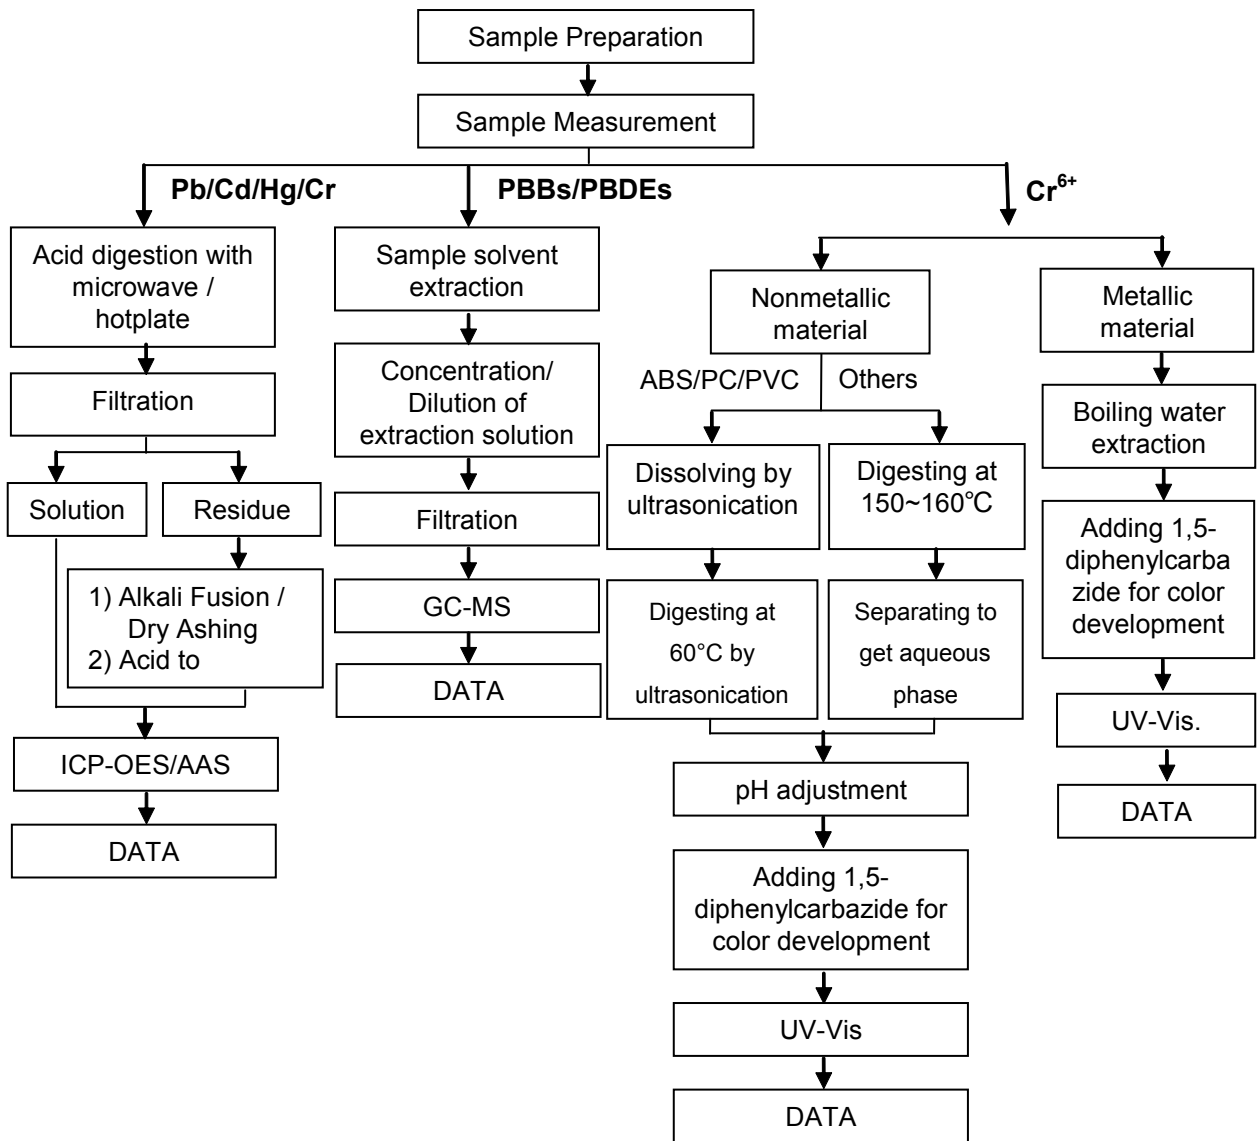 Sample Preparation
Sample Measurement
Pb/Cd/Hg/Cr
PBBs/PBDEs
Cr⁶⁺
Acid digestion with
microwave /
hotplate
Filtration
Solution
Residue
1) Alkali Fusion /
Dry Ashing
2) Acid to
ICP-OES/AAS
DATA
Sample solvent
extraction
Concentration/
Dilution of
extraction solution
Filtration
GC-MS
DATA
Nonmetallic
material
ABS/PC/PVC
Others
Dissolving by
ultrasonication
Digesting at
60°C by
ultrasonication
Digesting at
150~160℃
Separating to
get aqueous
phase
pH adjustment
Adding 1,5-
diphenylcarbazide for
color development
UV-Vis
DATA
Metallic
material
Boiling water
extraction
Adding 1,5-
diphenylcarba
zide for color
development
UV-Vis.
DATA